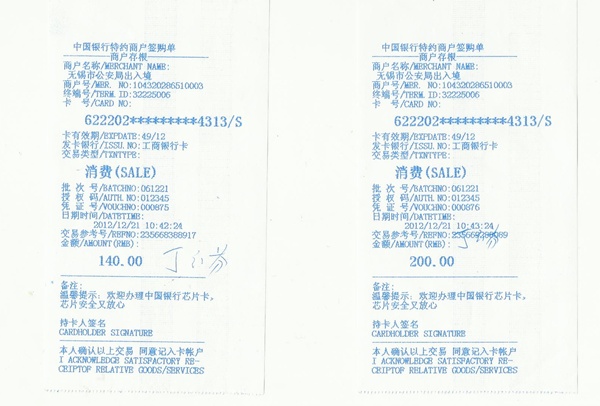 中国银行特约商户签购单
商户存根
商户名称/MERCHANT NAME:
无锡市公安局出入境
商户号/MER. NO:104320286510003
终端号/TERM. ID:32225006
卡 号/CARD NO:
622202*********4313/S
卡有效期/EXPDATE:49/12
发卡银行/ISSU. NO:工商银行卡
交易类型/TXNTYPE:
消费(SALE)
批 次 号/BATCHNO:061221
授 权 码/AUTH. NO:012345
凭 证 号/VOUCHNO:000875
日期时间/DATETIME:
2012/12/21 10:42:24
交易参考号/REFNO:235668388917
金额/AMOUNT(RMB):
140.00
备注:
温馨提示: 欢迎办理中国银行芯片卡,
芯片安全又放心
持卡人签名
CARDHOLDER SIGNATURE
本人确认以上交易 同意记入卡帐户
I ACKNOWLEDGE SATISFACTORY RE-
CEIPTOF RELATIVE GOODS/SERVICES
中国银行特约商户签购单
商户存根
商户名称/MERCHANT NAME:
无锡市公安局出入境
商户号/MER. NO:104320286510003
终端号/TERM. ID:32225006
卡 号/CARD NO:
622202*********4313/S
卡有效期/EXPDATE:49/12
发卡银行/ISSU. NO:工商银行卡
交易类型/TXNTYPE:
消费(SALE)
批 次 号/BATCHNO:061221
授 权 码/AUTH. NO:012345
凭 证 号/VOUCHNO:000876
日期时间/DATETIME:
2012/12/21 10:43:24
交易参考号/REFNO:
金额/AMOUNT(RMB):
200.00
备注:
温馨提示: 欢迎办理中国银行芯片卡,
芯片安全又放心
持卡人签名
CARDHOLDER SIGNATURE
本人确认以上交易 同意记入卡帐户
I ACKNOWLEDGE SATISFACTORY RE-
CEIPTOF RELATIVE GOODS/SERVICES